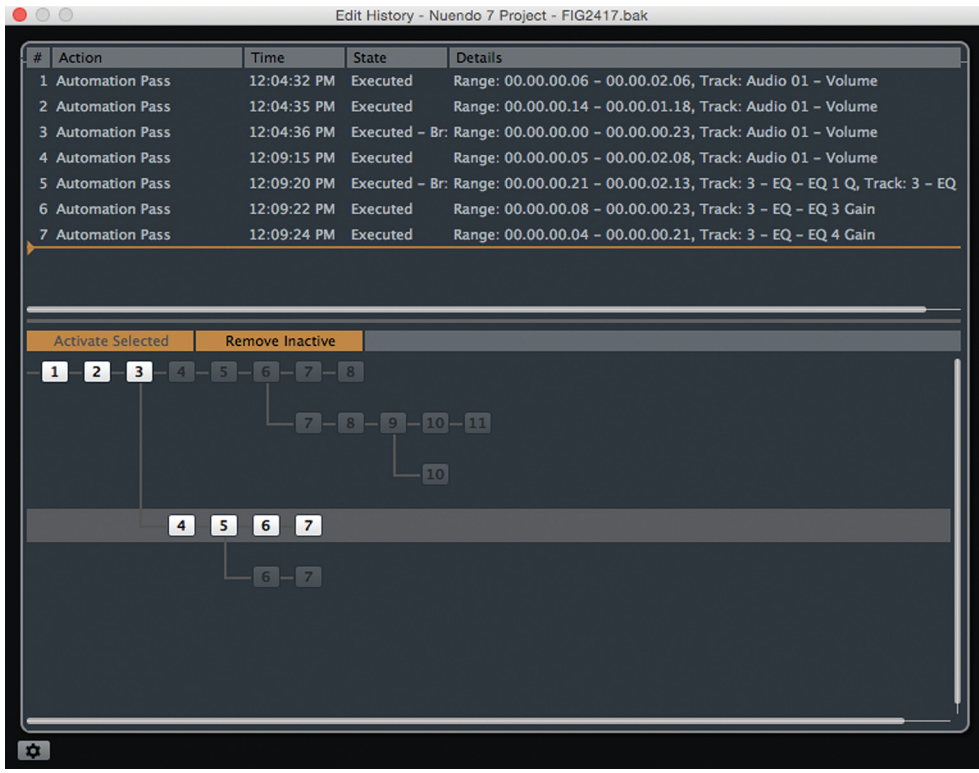 Edit History - Nuendo 7 Project - FIG2417.bak
# Action Time State Details
1 Automation Pass 12:04:32 PM Executed Range: 00.00.00.06 – 00.00.02.06, Track: Audio 01 – Volume
2 Automation Pass 12:04:35 PM Executed Range: 00.00.00.14 – 00.00.01.18, Track: Audio 01 – Volume
3 Automation Pass 12:04:36 PM Executed – Br: Range: 00.00.00.00 – 00.00.00.23, Track: Audio 01 – Volume
4 Automation Pass 12:09:15 PM Executed Range: 00.00.00.05 – 00.00.02.08, Track: Audio 01 – Volume
5 Automation Pass 12:09:20 PM Executed – Br: Range: 00.00.00.21 – 00.00.02.13, Track: 3 – EQ – EQ 1 Q, Track: 3 – EQ
6 Automation Pass 12:09:22 PM Executed Range: 00.00.00.08 – 00.00.00.23, Track: 3 – EQ – EQ 3 Gain
7 Automation Pass 12:09:24 PM Executed Range: 00.00.00.04 – 00.00.00.21, Track: 3 – EQ – EQ 4 Gain
Activate Selected Remove Inactive
1 2 3 4 5 6 7 8
7 8 9 10 11
10
4 5 6 7
6 7